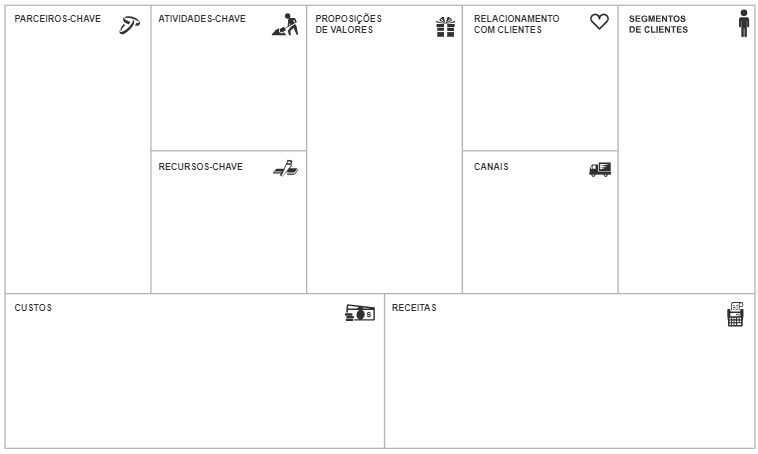 PARCEIROS-CHAVE
ATIVIDADES-CHAVE
PROPOSIÇÕES
DE VALORES
RELACIONAMENTO
COM CLIENTES
SEGMENTOS
DE CLIENTES
RECURSOS-CHAVE
CANAIS
CUSTOS
S
RECEITAS